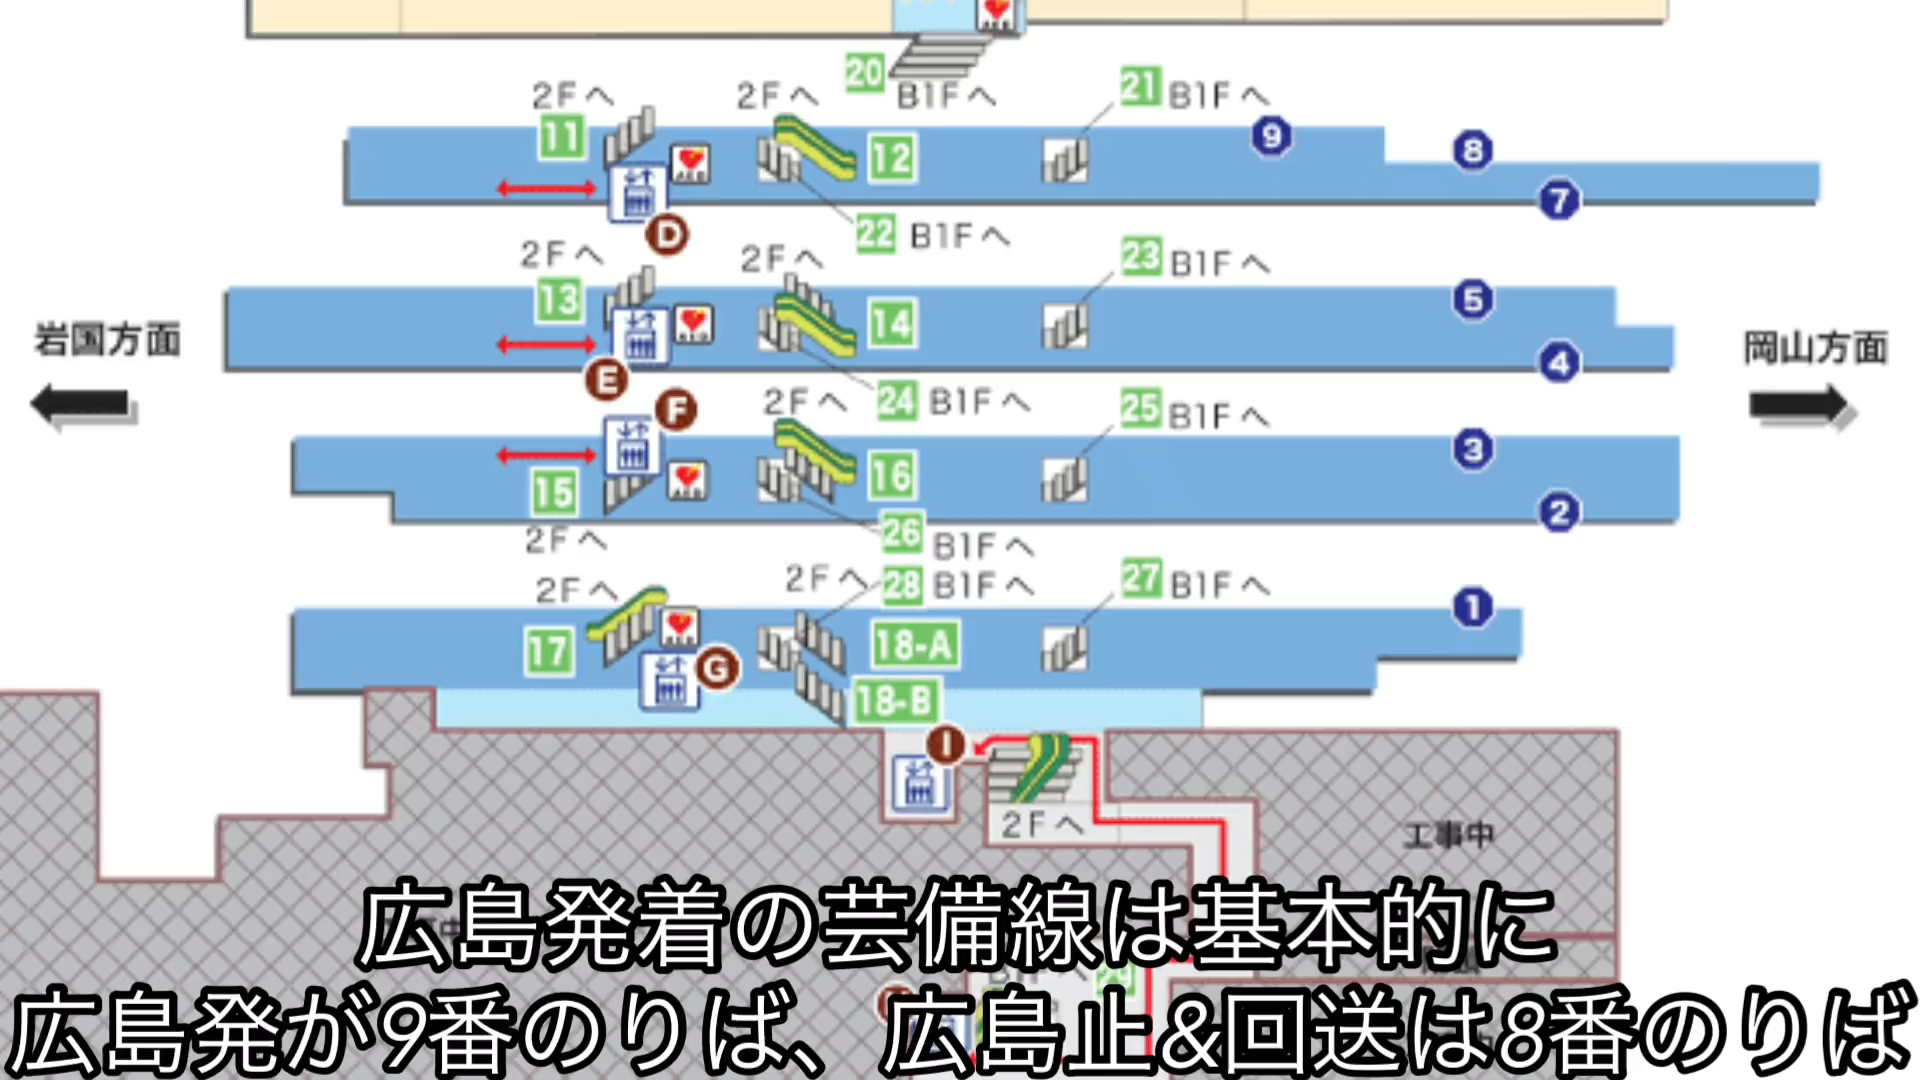 20
21
2Fへ
2Fへ
B1Fへ
B1Fへ
11
12
9
8
7
D
22 B1Fへ
2Fへ
2Fへ
23 B1Fへ
13
14
5
4
岩国方面
岡山方面
E
F
2Fへ
24 B1Fへ
25 B1Fへ
3
15
16
2
2Fへ
26 B1Fへ
2Fへ
2Fへ
28 B1Fへ
27 B1Fへ
1
17
18-A
G
18-B
I
2Fへ
工事中
広島発着の芸備線は基本的に
広島発が9番のりば、広島止&回送は8番のりば